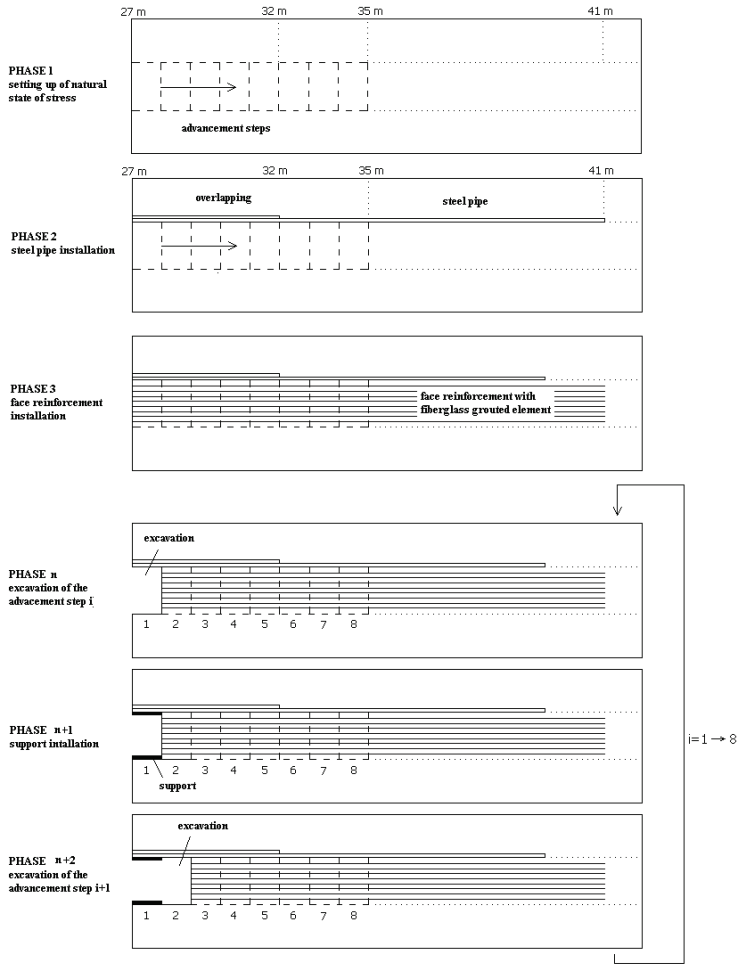 27 m 32 m 35 m 41 m
PHASE 1
setting up of natural
state of stress
advancement steps
27 m 32 m 35 m 41 m
overlapping steel pipe
PHASE 2
steel pipe installation
PHASE 3
face reinforcement
installation
face reinforcement with
fiberglass grouted element
excavation
PHASE n
excavation of the
advacement step i
1 2 3 4 5 6 7 8
PHASE n+1
support intallation
i=1 → 8
1 2 3 4 5 6 7 8
support
excavation
PHASE n+2
excavation of the
advancement step i+1
1 2 3 4 5 6 7 8